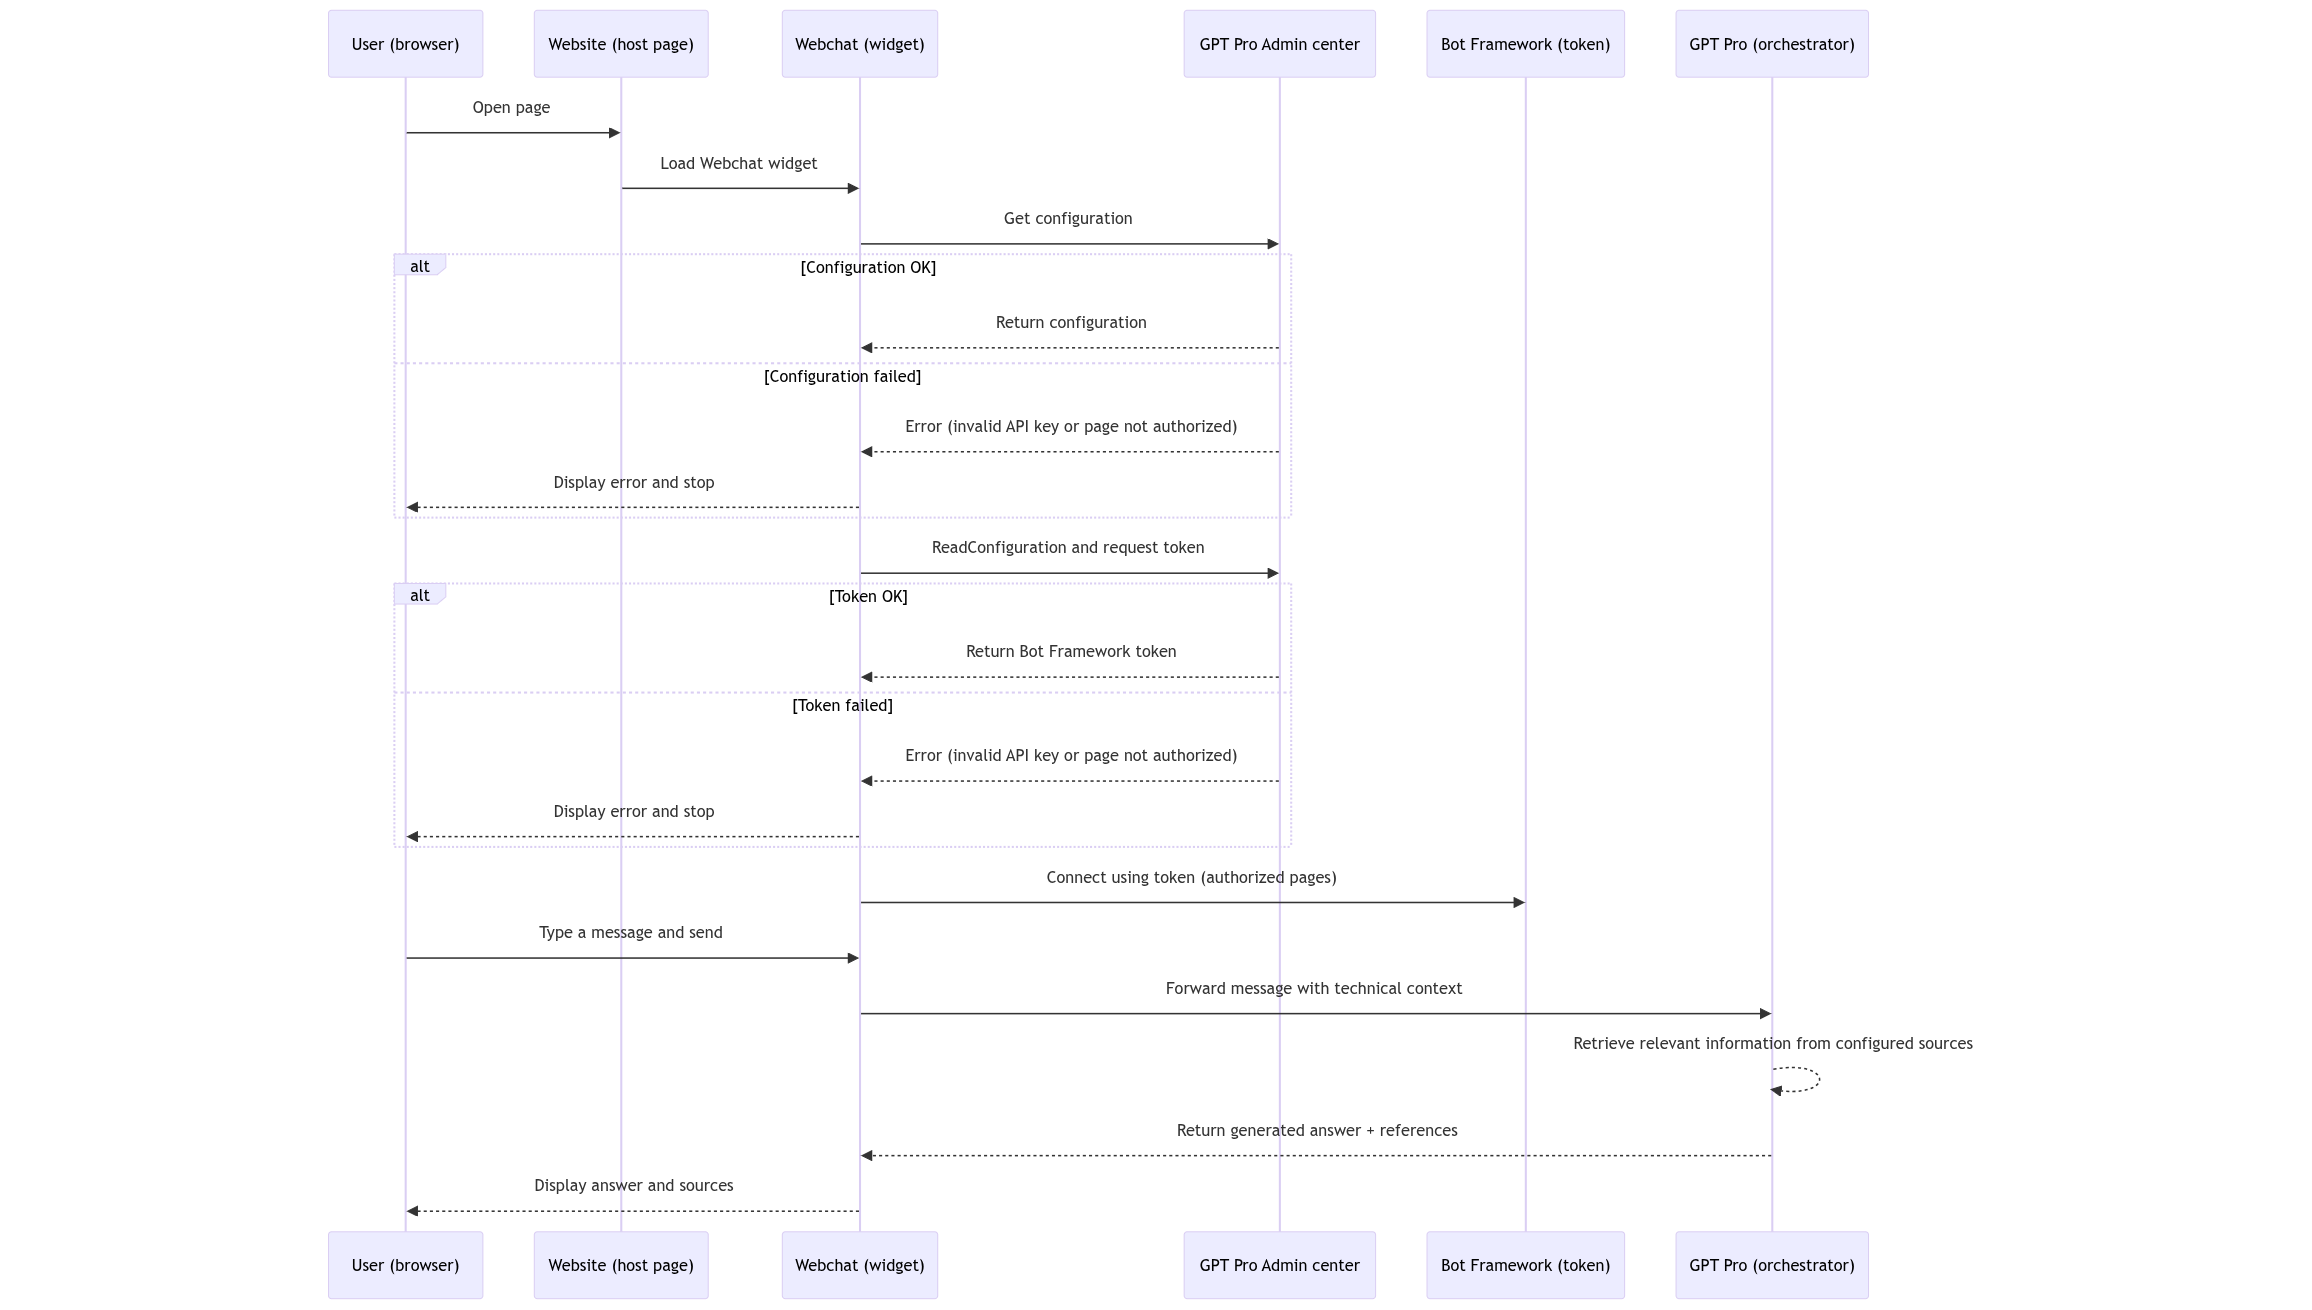 User (browser)
Website (host page)
Webchat (widget)
GPT Pro Admin center
Bot Framework (token)
GPT Pro (orchestrator)
Open page
Load Webchat widget
Get configuration
alt
[Configuration OK]
Return configuration
[Configuration failed]
Error (invalid API key or page not authorized)
Display error and stop
ReadConfiguration and request token
alt
[Token OK]
Return Bot Framework token
[Token failed]
Error (invalid API key or page not authorized)
Display error and stop
Connect using token (authorized pages)
Type a message and send
Forward message with technical context
Retrieve relevant information from configured sources
Return generated answer + references
Display answer and sources
User (browser)
Website (host page)
Webchat (widget)
GPT Pro Admin center
Bot Framework (token)
GPT Pro (orchestrator)